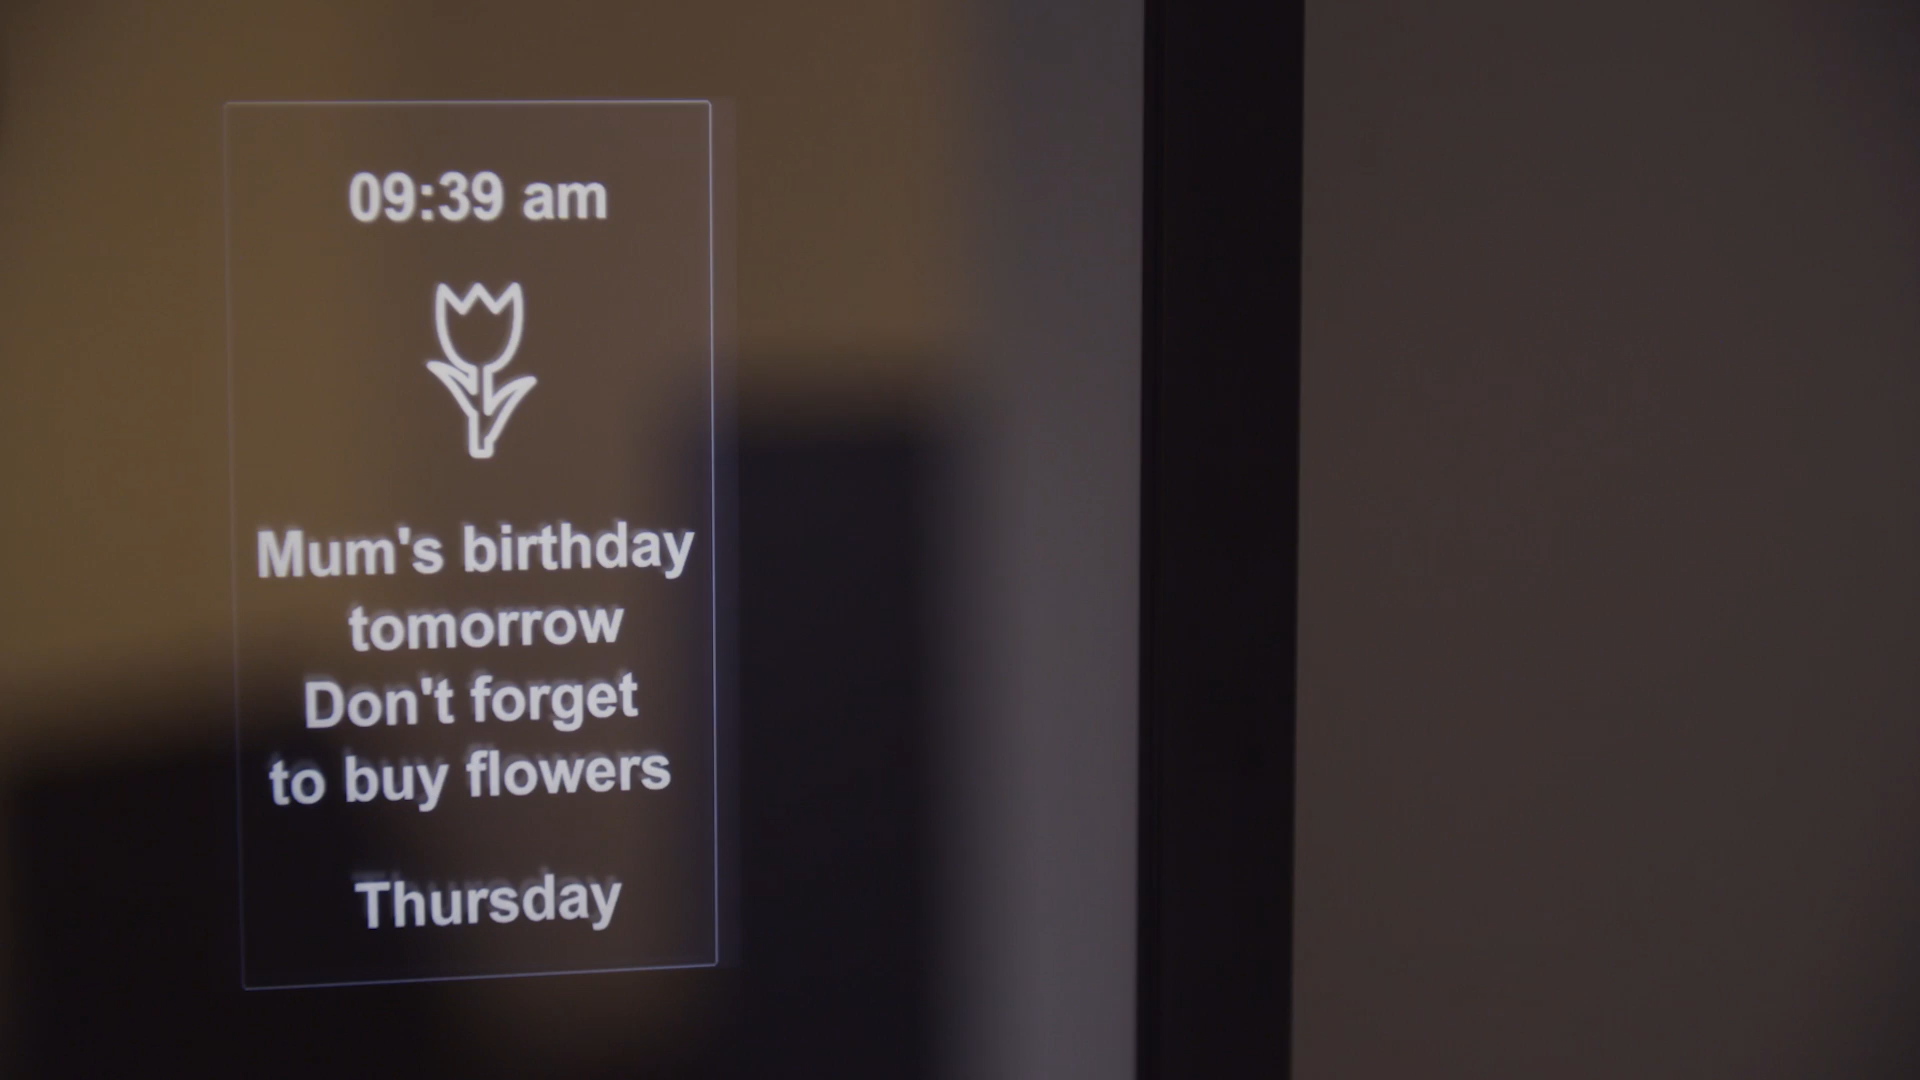 09:39 am
Mum's birthday
tomorrow
Don't forget
to buy flowers
Thursday